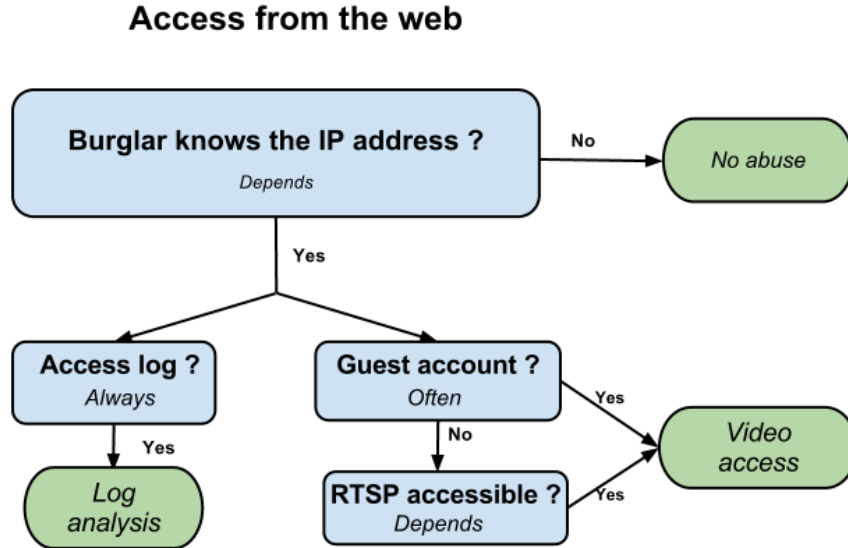 Access from the web
Burglar knows the IP address ?
Depends
No
No abuse
Yes
Access log ?
Always
Guest account ?
Often
Yes
Yes
No
Video
access
Log
analysis
RTSP accessible ?
Depends
Yes